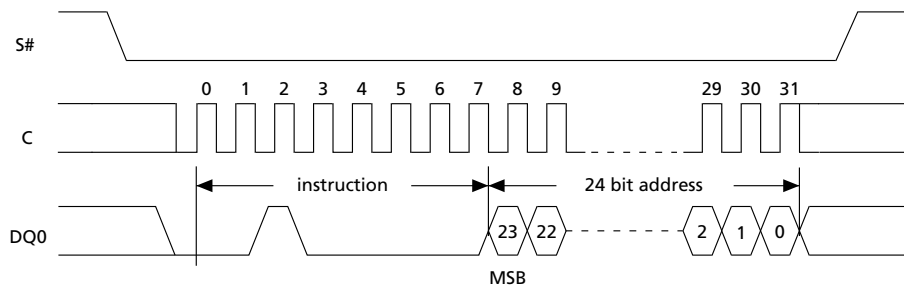 S#
0 1 2 3 4 5 6 7 8 9 29 30 31
C
instruction 24 bit address
DQ0 23 22 2 1 0
MSB